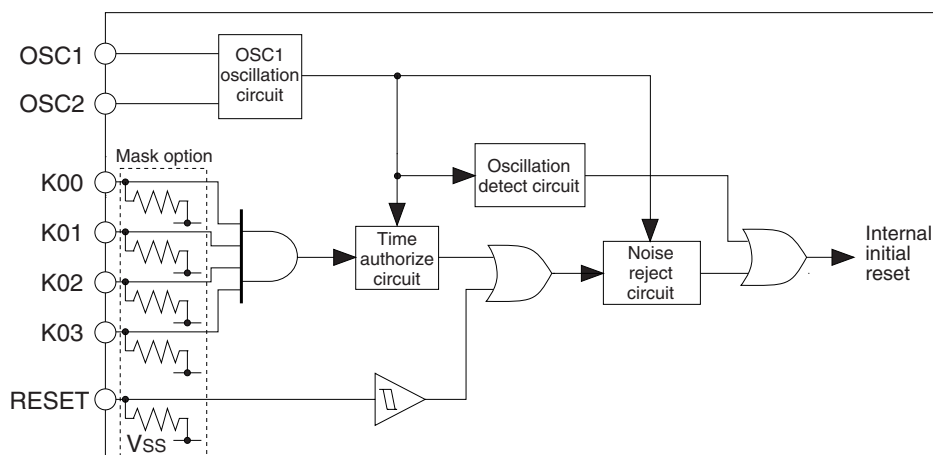 OSC1
OSC2
OSC1
oscillation
circuit
Mask option
K00
K01
K02
K03
RESET
Vss
Time
authorize
circuit
Oscillation
detect circuit
Noise
reject
circuit
Internal
initial
reset